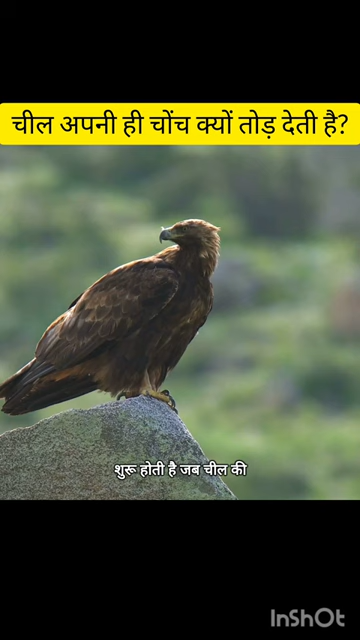 चील अपनी ही चोंच क्यों तोड़ देती है?
शुरू होती है जब चील की
InShOt